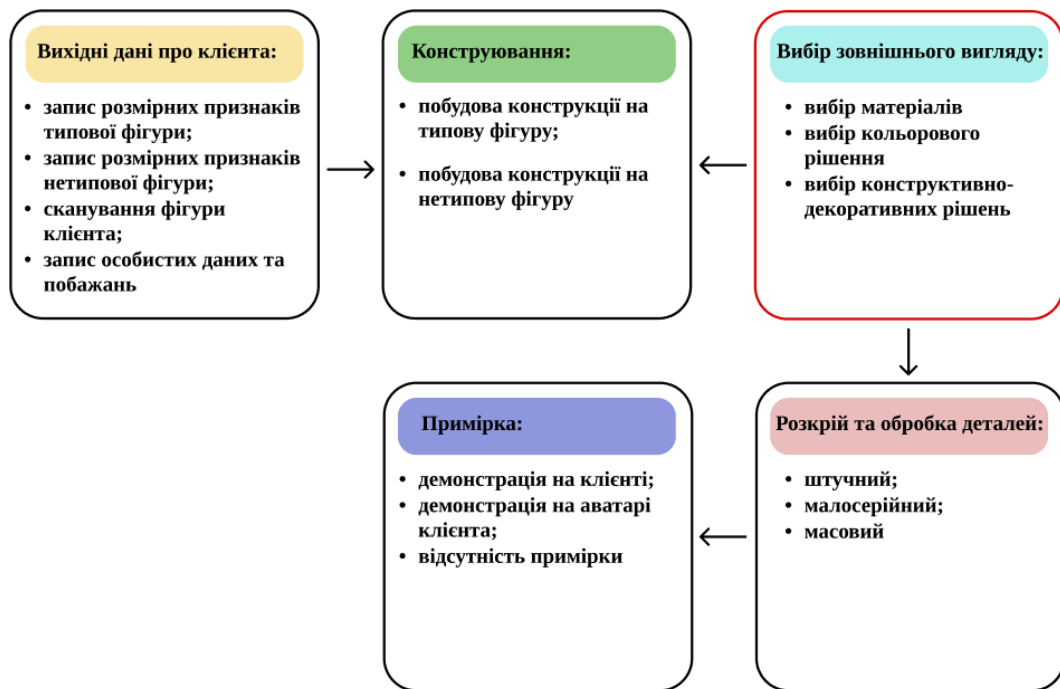 Вихідні дані про клієнта:
• запис розмірних признаків
типової фігури;
• запис розмірних признаків
нетипової фігури;
• сканування фігури
клієнта;
• запис особистих даних та
побажань
Конструювання:
• побудова конструкції на
типову фігуру;
• побудова конструкції на
нетипову фігуру
Вибір зовнішнього вигляду:
• вибір матеріалів
• вибір кольорового
рішення
• вибір конструктивно-
декоративних рішень
Примірка:
• демонстрація на клієнті;
• демонстрація на аватарі
клієнта;
• відсутність примірки
Розкрій та обробка деталей:
• штучний;
• малосерійний;
• масовий